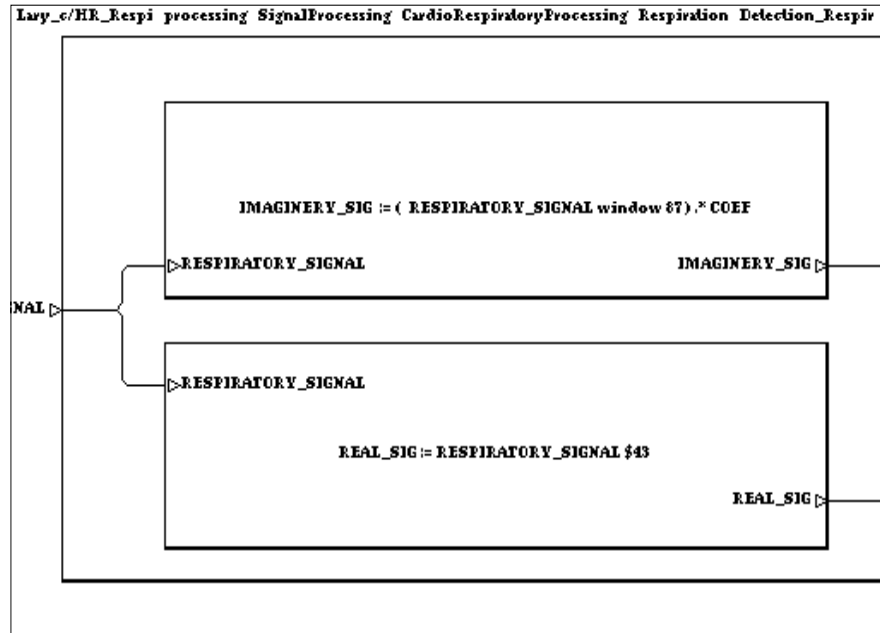 Lary_c/HR_Respi processing SignalProcessing CardioRespiratoryProcessing Respiration Detection_Respir
IMAGINERY_SIG := ( RESPIRATORY_SIGNAL window 87) .* COEF
RESPIRATORY_SIGNAL
IMAGINERY_SIG
NAL
RESPIRATORY_SIGNAL
REAL_SIG := RESPIRATORY_SIGNAL $43
REAL_SIG